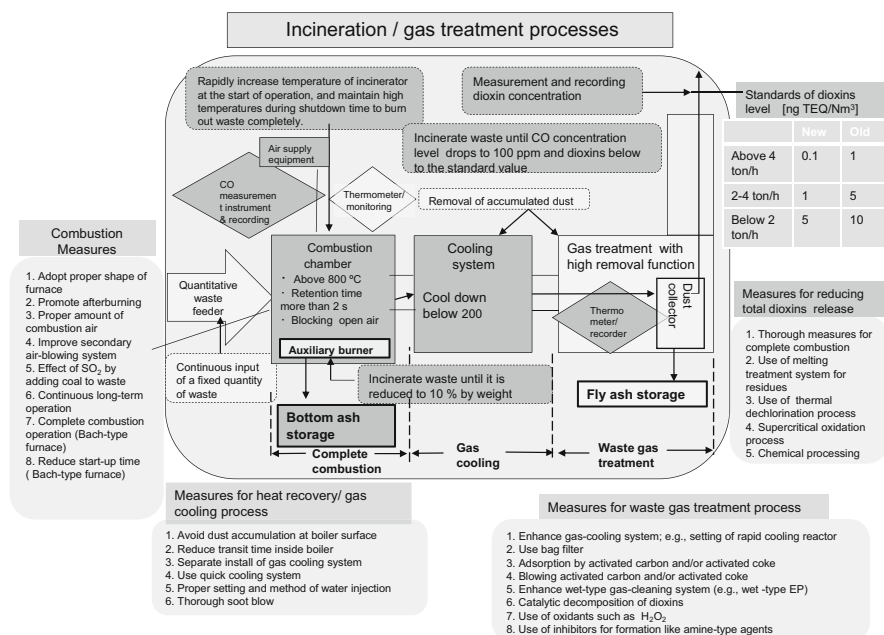 Incineration / gas treatment processes
Rapidly increase temperature of incinerator
at the start of operation, and maintain high
temperatures during shutdown time to burn
out waste completely.
Measurement and recording
dioxin concentration
Standards of dioxins
level [ng TEQ/Nm³]
New Old
Above 4
ton/h
0.1 1
2-4 ton/h 1 5
Below 2
ton/h
5 10
Air supply
equipment
Incinerate waste until CO concentration
level drops to 100 ppm and dioxins below
to the standard value
CO
measuremen
t instrument
& recording
Thermometer/
monitoring
Removal of accumulated dust
Combustion
Measures
1. Adopt proper shape of
furnace
2. Promote afterburning
3. Proper amount of
combustion air
4. Improve secondary
air-blowing system
5. Effect of SO₂ by
adding coal to waste
6. Continuous long-term
operation
7. Complete combustion
operation (Bach-type
furnace)
8. Reduce start-up time
( Bach-type furnace)
Quantitative
waste
feeder
Combustion
chamber
· Above 800 ºC
· Retention time
more than 2 s
· Blocking open air
Auxiliary burner
Cooling
system
Cool down
below 200
Gas treatment with
high removal function
Thermo
meter/
recorder
Dust
collector
Continuous input
of a fixed quantity
of waste
Incinerate waste until it is
reduced to 10 % by weight
Bottom ash
storage
Fly ash storage
Complete
combustion
Gas
cooling
Waste gas
treatment
Measures for reducing
total dioxins release
1. Thorough measures for
complete combustion
2. Use of melting
treatment system for
residues
3. Use of thermal
dechlorination process
4. Supercritical oxidation
process
5. Chemical processing
Measures for heat recovery/ gas
cooling process
1. Avoid dust accumulation at boiler surface
2. Reduce transit time inside boiler
3. Separate install of gas cooling system
4. Use quick cooling system
5. Proper setting and method of water injection
6. Thorough soot blow
Measures for waste gas treatment process
1. Enhance gas-cooling system; e.g., setting of rapid cooling reactor
2. Use bag filter
3. Adsorption by activated carbon and/or activated coke
4. Blowing activated carbon and/or activated coke
5. Enhance wet-type gas-cleaning system (e.g., wet -type EP)
6. Catalytic decomposition of dioxins
7. Use of oxidants such as H₂O₂
8. Use of inhibitors for formation like amine-type agents